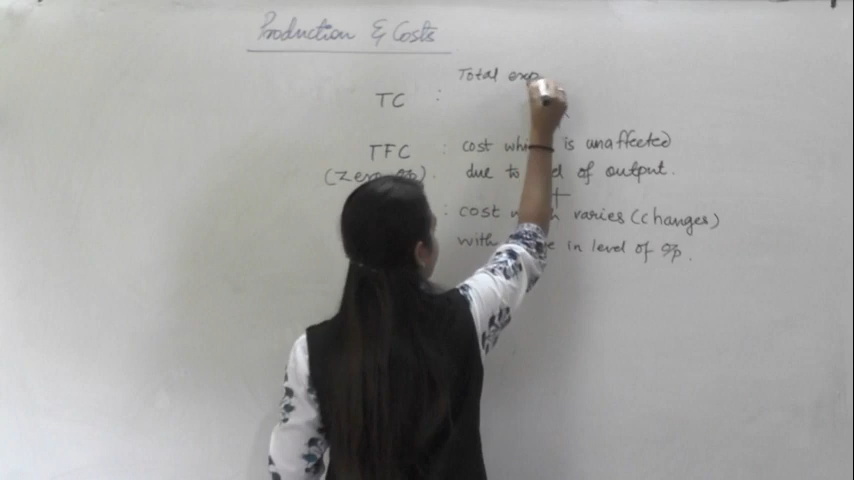 Production & Costs
Total exp
TC :
TFC : cost which is unaffected
(Zero o/p). due to of output.
+
: cost varies (changes)
with in level of o/p.